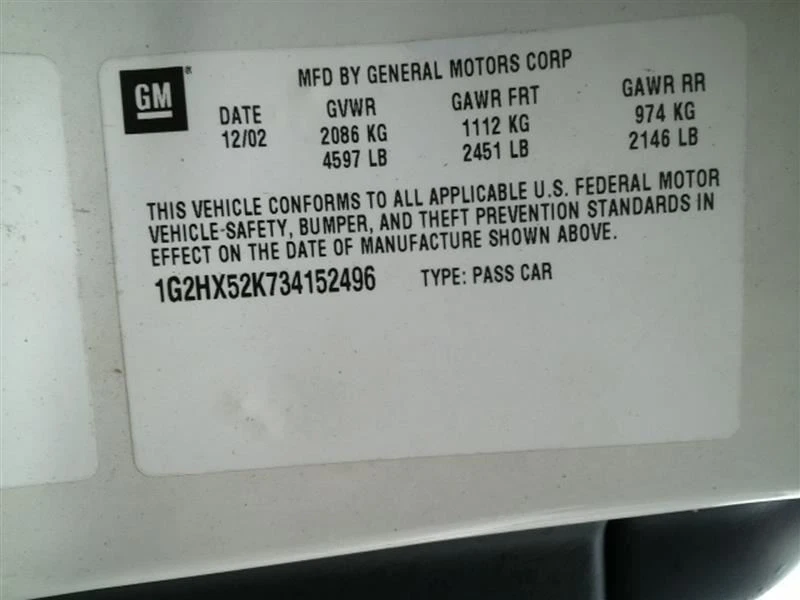 GM ®
MFD BY GENERAL MOTORS CORP
DATE GVWR GAWR FRT GAWR RR
12/02 2086 KG 1112 KG 974 KG
4597 LB 2451 LB 2146 LB
THIS VEHICLE CONFORMS TO ALL APPLICABLE U.S. FEDERAL MOTOR
VEHICLE-SAFETY, BUMPER, AND THEFT PREVENTION STANDARDS IN
EFFECT ON THE DATE OF MANUFACTURE SHOWN ABOVE.
1G2HX52K734152496 TYPE: PASS CAR